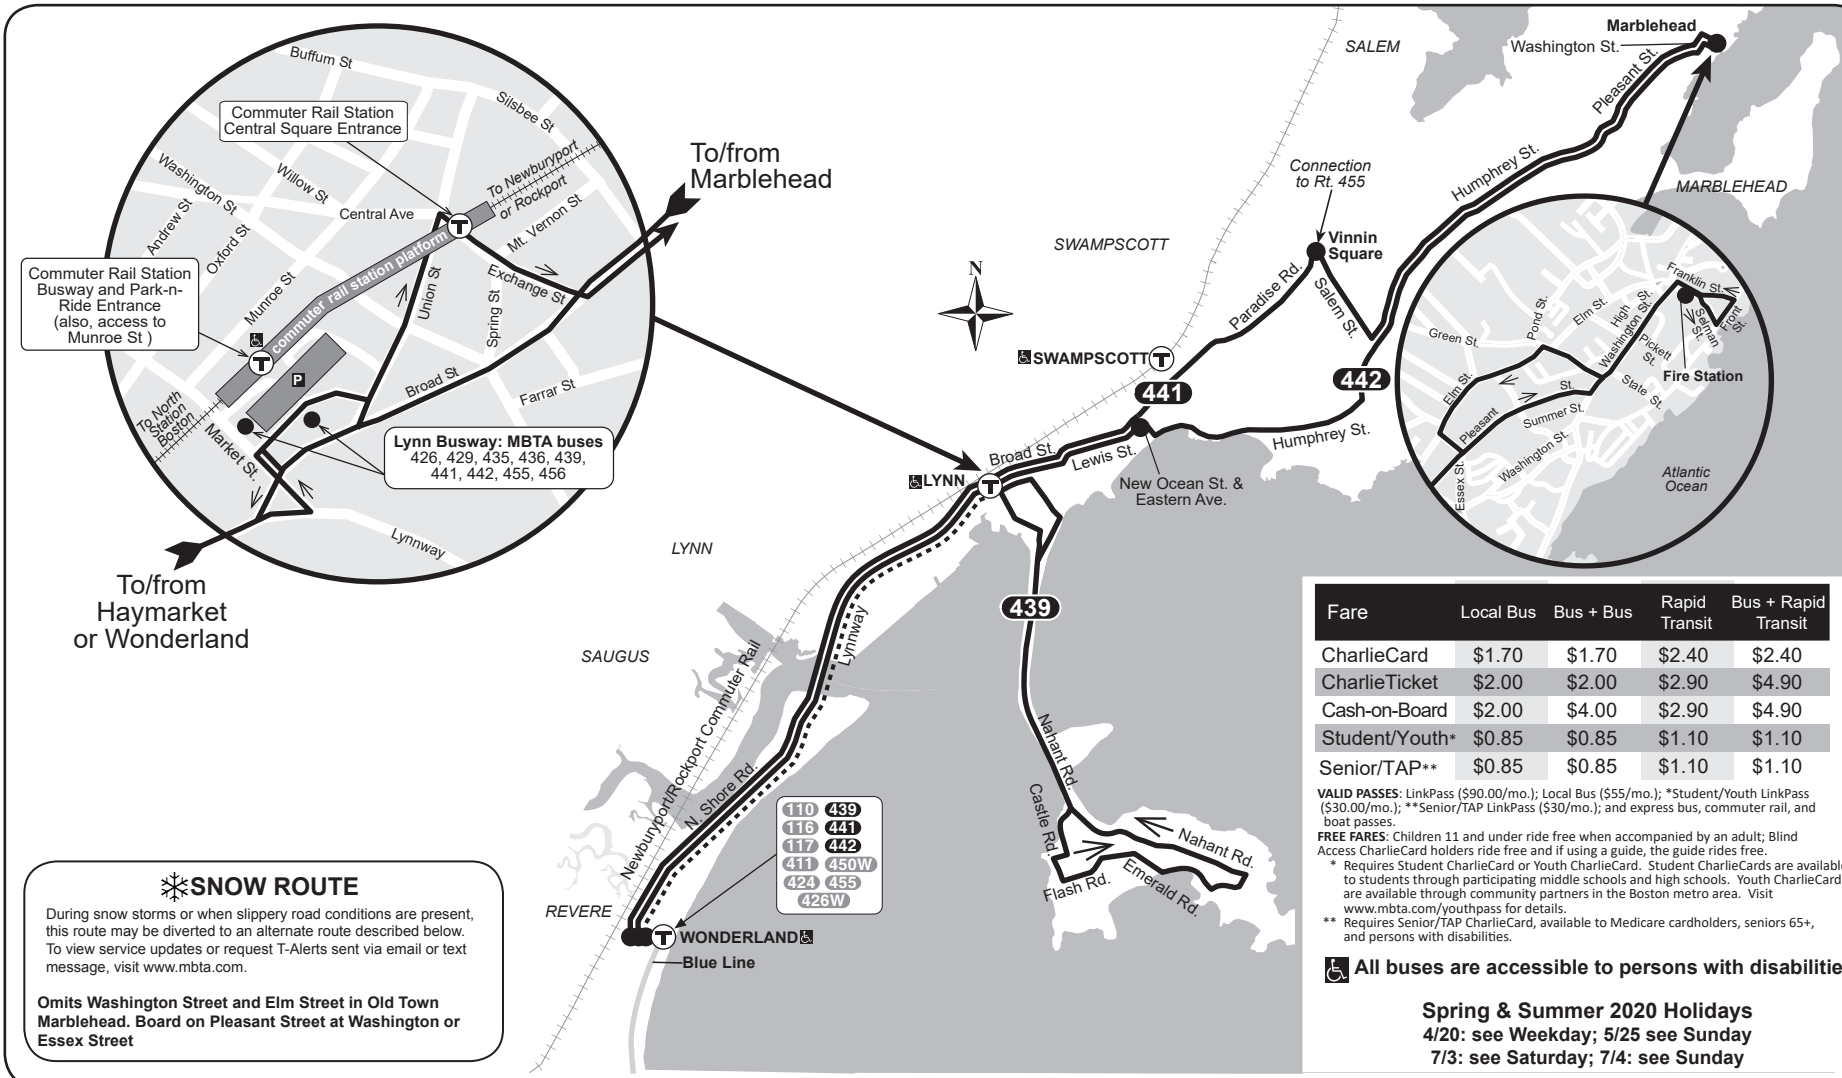 Buffum St
Silsbee St
Commuter Rail Station
Central Square Entrance
To Newburyport
or Rockport
Washington St
Willow St
Central Ave
Andrew St
Oxford St
Mt. Vernon St
commuter rail station platform
Commuter Rail Station
Busway and Park-n-
Ride Entrance
(also, access to
Munroe St )
Munroe St
Union St
Exchange St
Spring St
T
T
P
Broad St
Farrar St
To North
Station
Boston
Market St.
Lynn Busway: MBTA buses
426, 429, 435, 436, 439,
441, 442, 455, 456
Lynnway
To/from
Marblehead
To/from
Haymarket
or Wonderland
SALEM
Marblehead
Washington St.
Pleasant St.
Connection
to Rt. 455
Humphrey St.
MARBLEHEAD
SWAMPSCOTT
Vinnin
Square
N
Paradise Rd.
Salem St.
SWAMPSCOTT
T
441
442
Humphrey St.
Broad St.
Lewis St.
New Ocean St. &
Eastern Ave.
LYNN
T
LYNN
439
SAUGUS
Lynnway
Newburyport/Rockport Commuter Rail
N. Shore Rd.
Nahant Rd.
Castle Rd.
Nahant Rd.
Flash Rd.
Emerald Rd.
110 439
116 441
117 442
411 450W
424 455
426W
REVERE
T
WONDERLAND
Blue Line
Franklin St.
Pond St.
Elm St.
High St.
Washington St.
Selman St.
Front St.
Green St.
Pickett St.
Fire Station
State St.
Elm St.
St.
Pleasant
Summer St.
Washington St.
Essex St.
Atlantic
Ocean
SNOW ROUTE
During snow storms or when slippery road conditions are present,
this route may be diverted to an alternate route described below.
To view service updates or request T-Alerts sent via email or text
message, visit www.mbta.com.
Omits Washington Street and Elm Street in Old Town
Marblehead. Board on Pleasant Street at Washington or
Essex Street
Fare Local Bus Bus + Bus Rapid Transit Bus + Rapid Transit
CharlieCard $1.70 $1.70 $2.40 $2.40
CharlieTicket $2.00 $2.00 $2.90 $4.90
Cash-on-Board $2.00 $4.00 $2.90 $4.90
Student/Youth* $0.85 $0.85 $1.10 $1.10
Senior/TAP** $0.85 $0.85 $1.10 $1.10
VALID PASSES: LinkPass ($90.00/mo.); Local Bus ($55/mo.); *Student/Youth LinkPass
($30.00/mo.); **Senior/TAP LinkPass ($30/mo.); and express bus, commuter rail, and
boat passes.
FREE FARES: Children 11 and under ride free when accompanied by an adult; Blind
Access CharlieCard holders ride free and if using a guide, the guide rides free.
* Requires Student CharlieCard or Youth CharlieCard. Student CharlieCards are available
to students through participating middle schools and high schools. Youth CharlieCard
are available through community partners in the Boston metro area. Visit
www.mbta.com/youthpass for details.
** Requires Senior/TAP CharlieCard, available to Medicare cardholders, seniors 65+,
and persons with disabilities.
All buses are accessible to persons with disabilitie
Spring & Summer 2020 Holidays
4/20: see Weekday; 5/25 see Sunday
7/3: see Saturday; 7/4: see Sunday